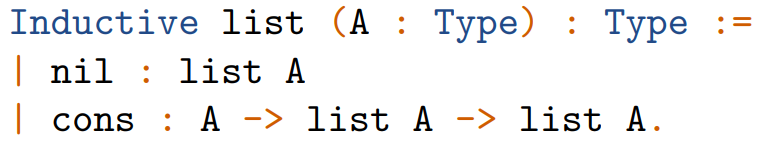 Inductive list (A : Type) : Type :=
| nil : list A
| cons : A -> list A -> list A.